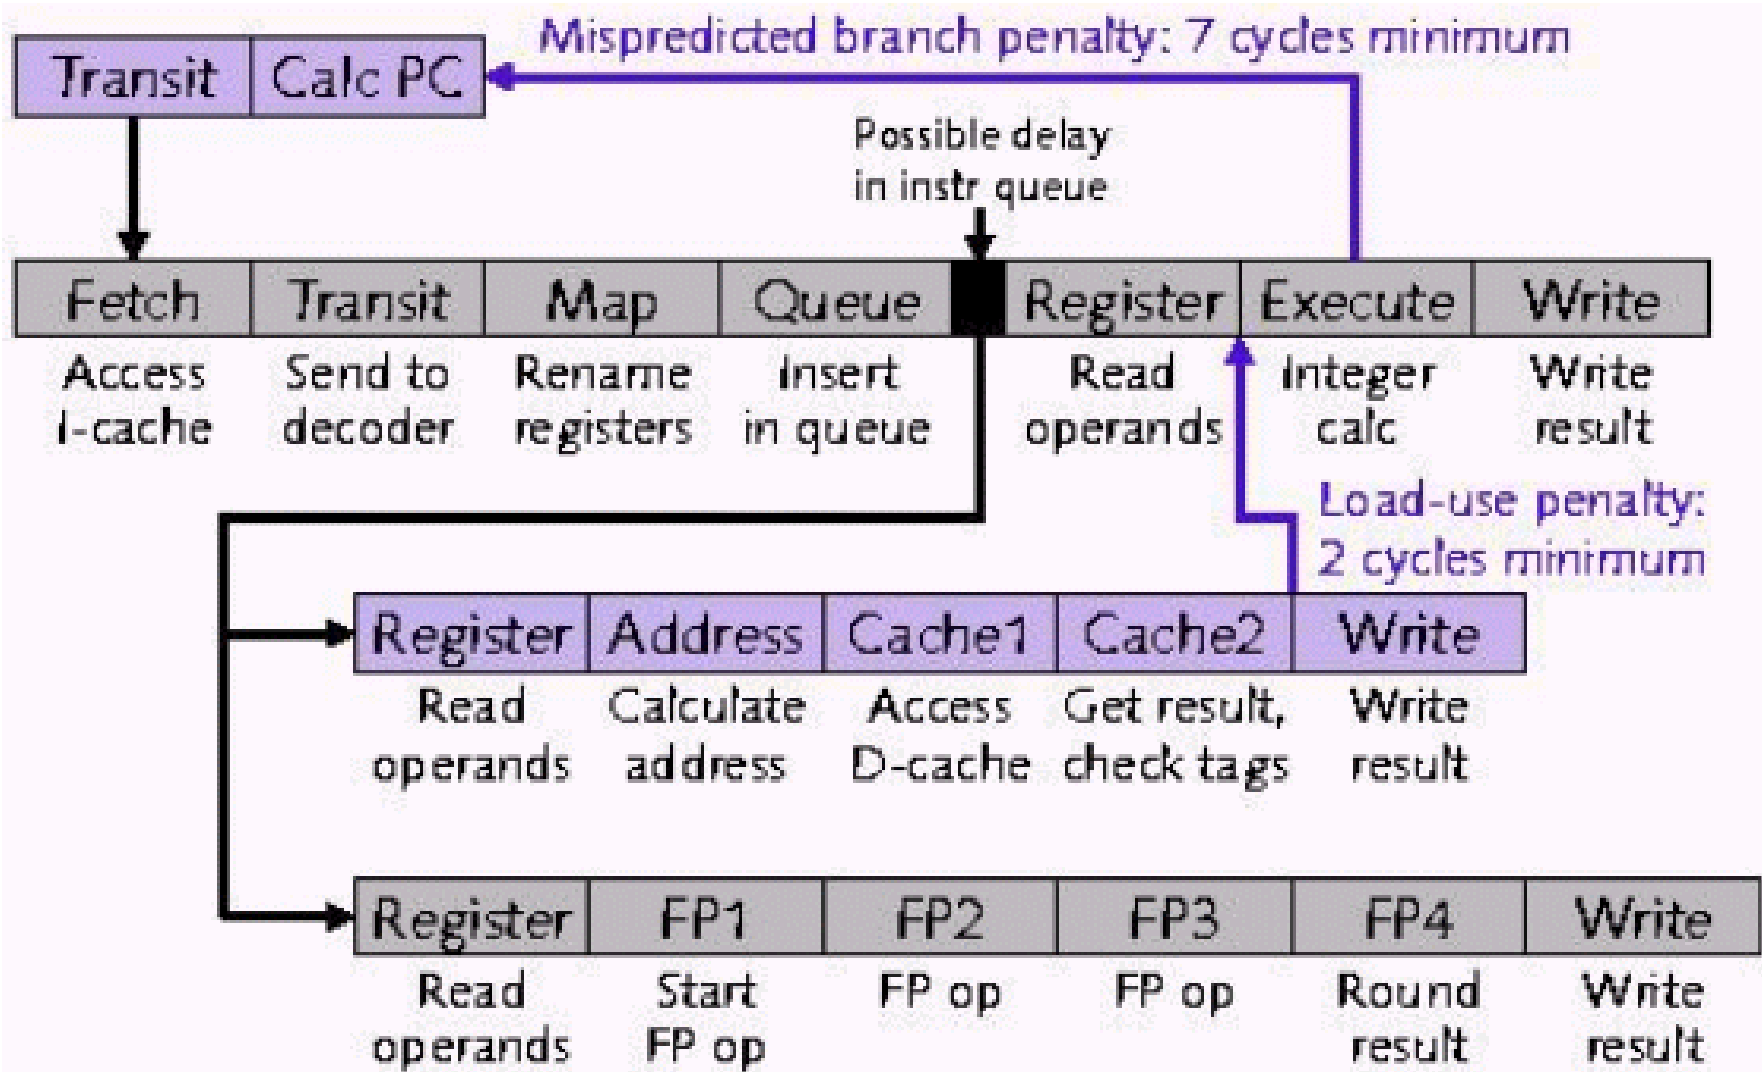 Mispredicted branch penalty: 7 cycles minimum
Transit Calc PC
Possible delay
in instr queue
Fetch Transit Map Queue Register Execute Write
Access Send to Rename Insert Read Integer Write
I-cache decoder registers in queue operands calc result
Load-use penalty:
2 cycles minimum
Register Address Cache1 Cache2 Write
Read Calculate Access Get result, Write
operands address D-cache check tags result
Register FP1 FP2 FP3 FP4 Write
Read Start FP op FP op Round Write
operands FP op result result